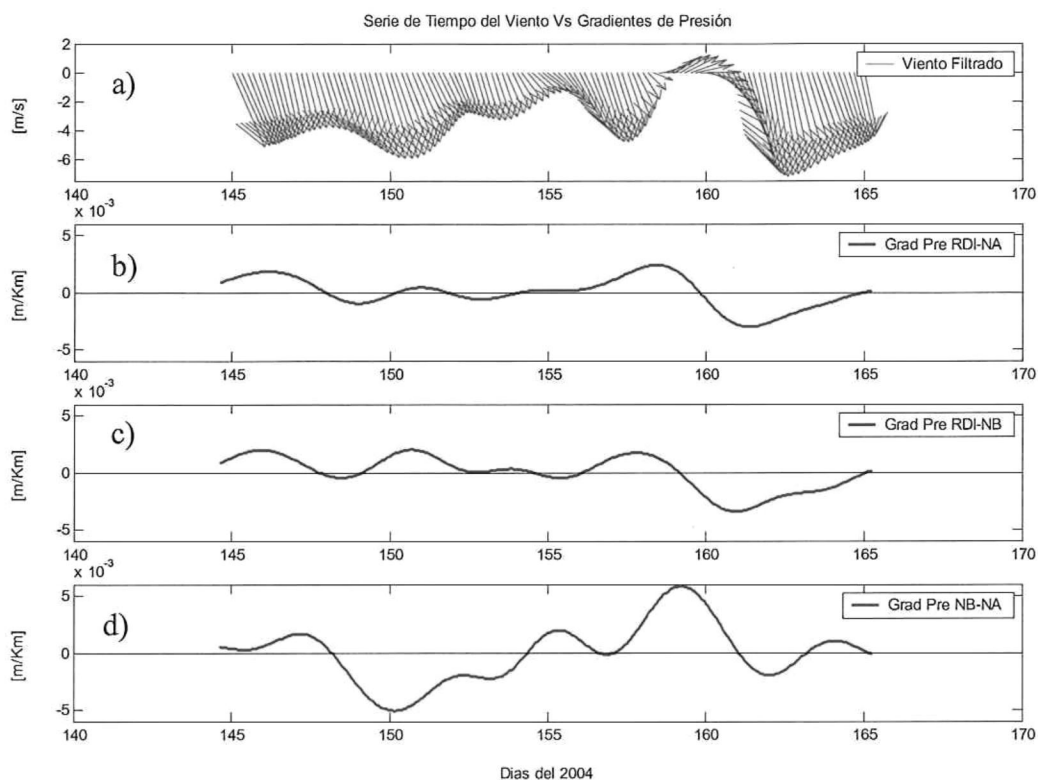 Serie de Tiempo del Viento Vs Gradientes de Presión
a)
Viento Filtrado
[m/s]
2
0
-2
-4
-6
140 145 150 155 160 165 170
x 10-3
b)
Grad Pre RDI-NA
[m/Km]
5
0
-5
140 145 150 155 160 165 170
x 10-3
c)
Grad Pre RDI-NB
[m/Km]
5
0
-5
140 145 150 155 160 165 170
x 10-3
d)
Grad Pre NB-NA
[m/Km]
5
0
-5
140 145 150 155 160 165 170
Dias del 2004